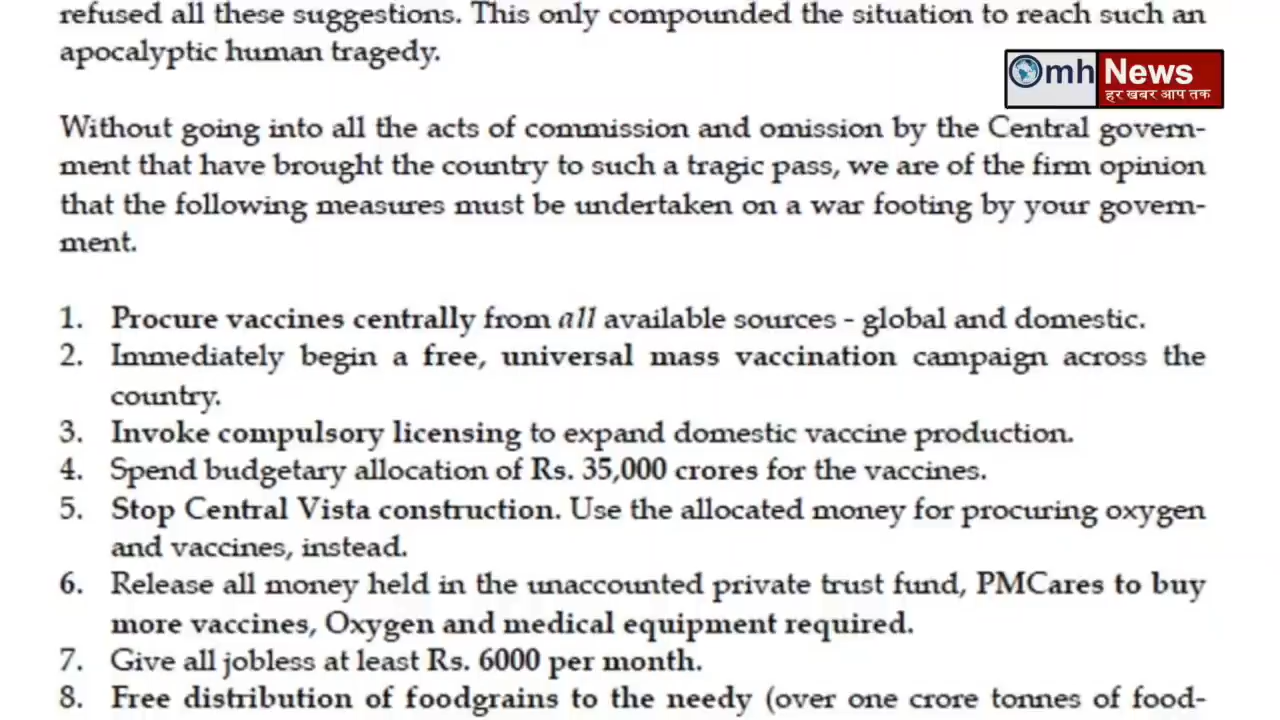 refused all these suggestions. This only compounded the situation to reach such an
apocalyptic human tragedy.
Omh News
हर खबर आप तक
Without going into all the acts of commission and omission by the Central govern-
ment that have brought the country to such a tragic pass, we are of the firm opinion
that the following measures must be undertaken on a war footing by your govern-
ment.
1. Procure vaccines centrally from all available sources - global and domestic.
2. Immediately begin a free, universal mass vaccination campaign across the
country.
3. Invoke compulsory licensing to expand domestic vaccine production.
4. Spend budgetary allocation of Rs. 35,000 crores for the vaccines.
5. Stop Central Vista construction. Use the allocated money for procuring oxygen
and vaccines, instead.
6. Release all money held in the unaccounted private trust fund, PMCares to buy
more vaccines, Oxygen and medical equipment required.
7. Give all jobless at least Rs. 6000 per month.
8. Free distribution of foodgrains to the needy (over one crore tonnes of food-